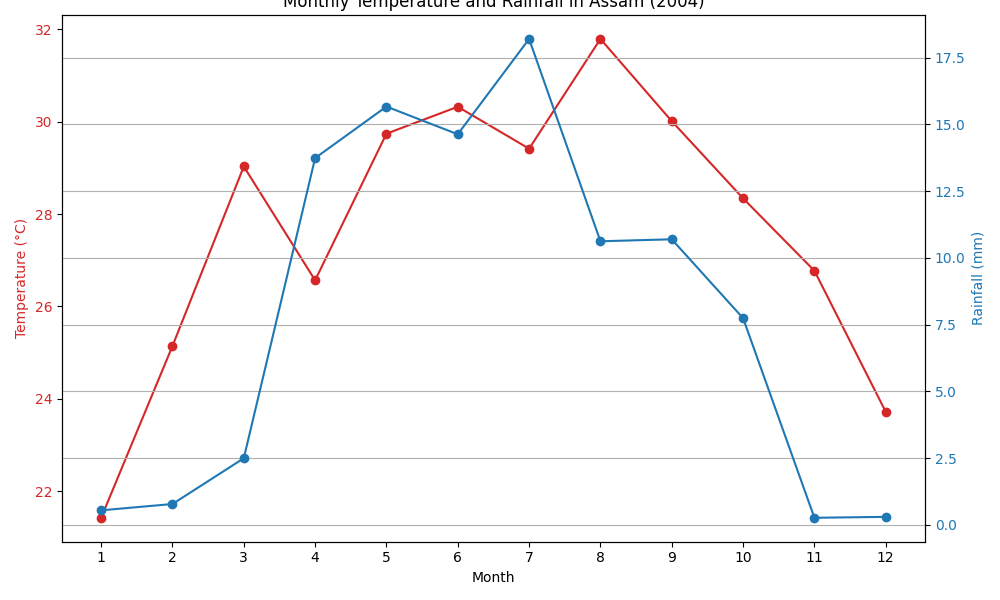 Monthly Temperature and Rainfall in Assam (2004)
32
30
28
26
24
22
Temperature (°C)
17.5
15.0
12.5
10.0
7.5
5.0
2.5
0.0
Rainfall (mm)
1 2 3 4 5 6 7 8 9 10 11 12
Month